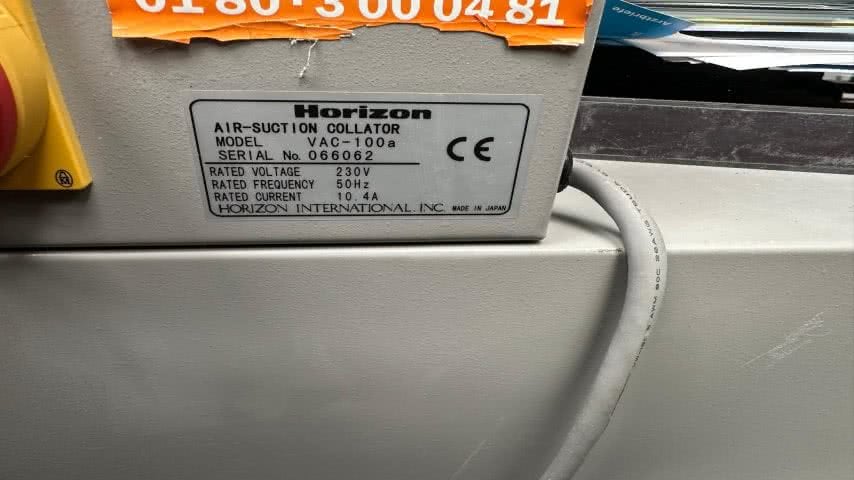 01 80 · 3 00 04 81
Arztbriefe
Horizon
AIR-SUCTION COLLATOR
MODEL VAC-100a
SERIAL No. 066062
CE
RATED VOLTAGE 230V
RATED FREQUENCY 50Hz
RATED CURRENT 10.4A
HORIZON INTERNATIONAL, INC. MADE IN JAPAN